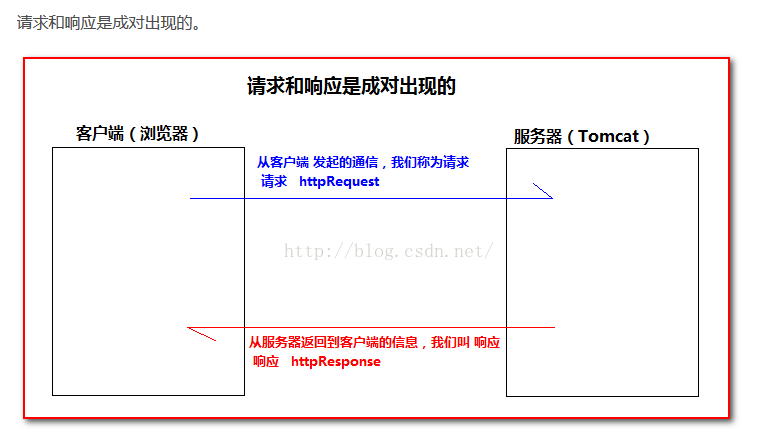 请求和响应是成对出现的。
请求和响应是成对出现的
客户端（浏览器）
服务器（Tomcat）
从客户端 发起的通信，我们称为请求
请求 httpRequest
http://blog.csdn.net/
从服务器返回到客户端的信息，我们叫 响应
响应 httpResponse